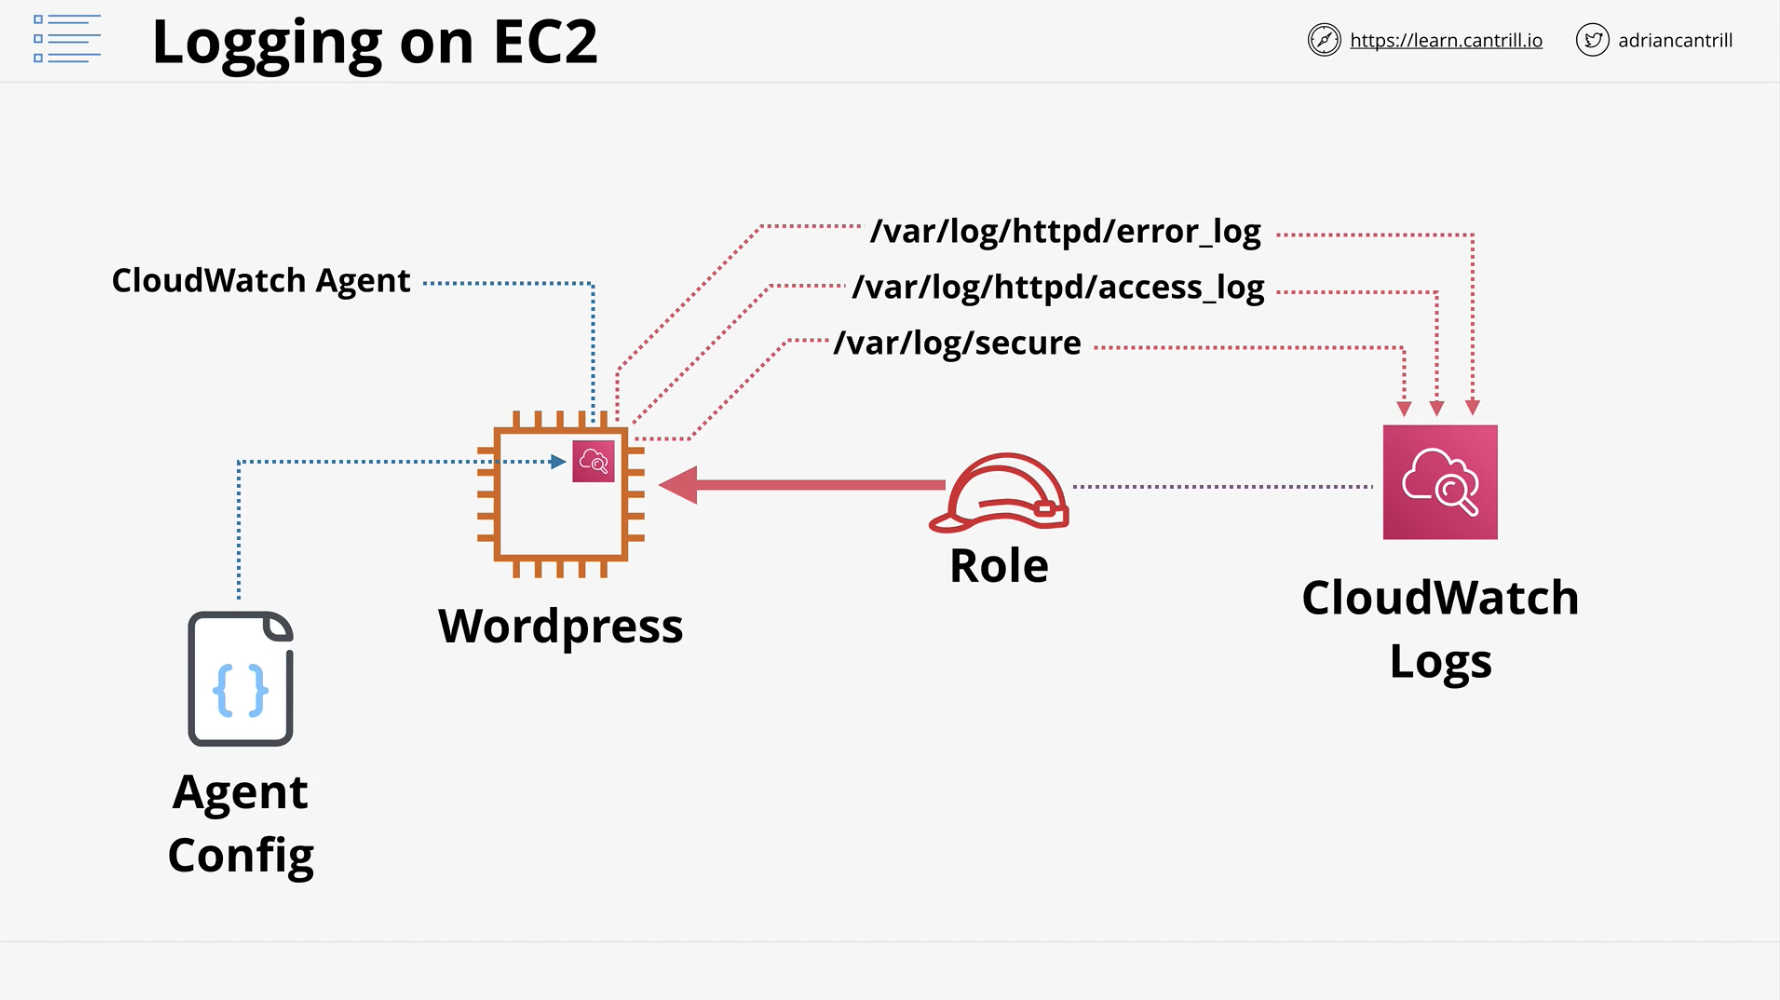 Logging on EC2
https://learn.cantrill.io
adriancantrill
/var/log/httpd/error_log
CloudWatch Agent
/var/log/httpd/access_log
/var/log/secure
Role
Wordpress
CloudWatch
Logs
{ }
Agent
Config